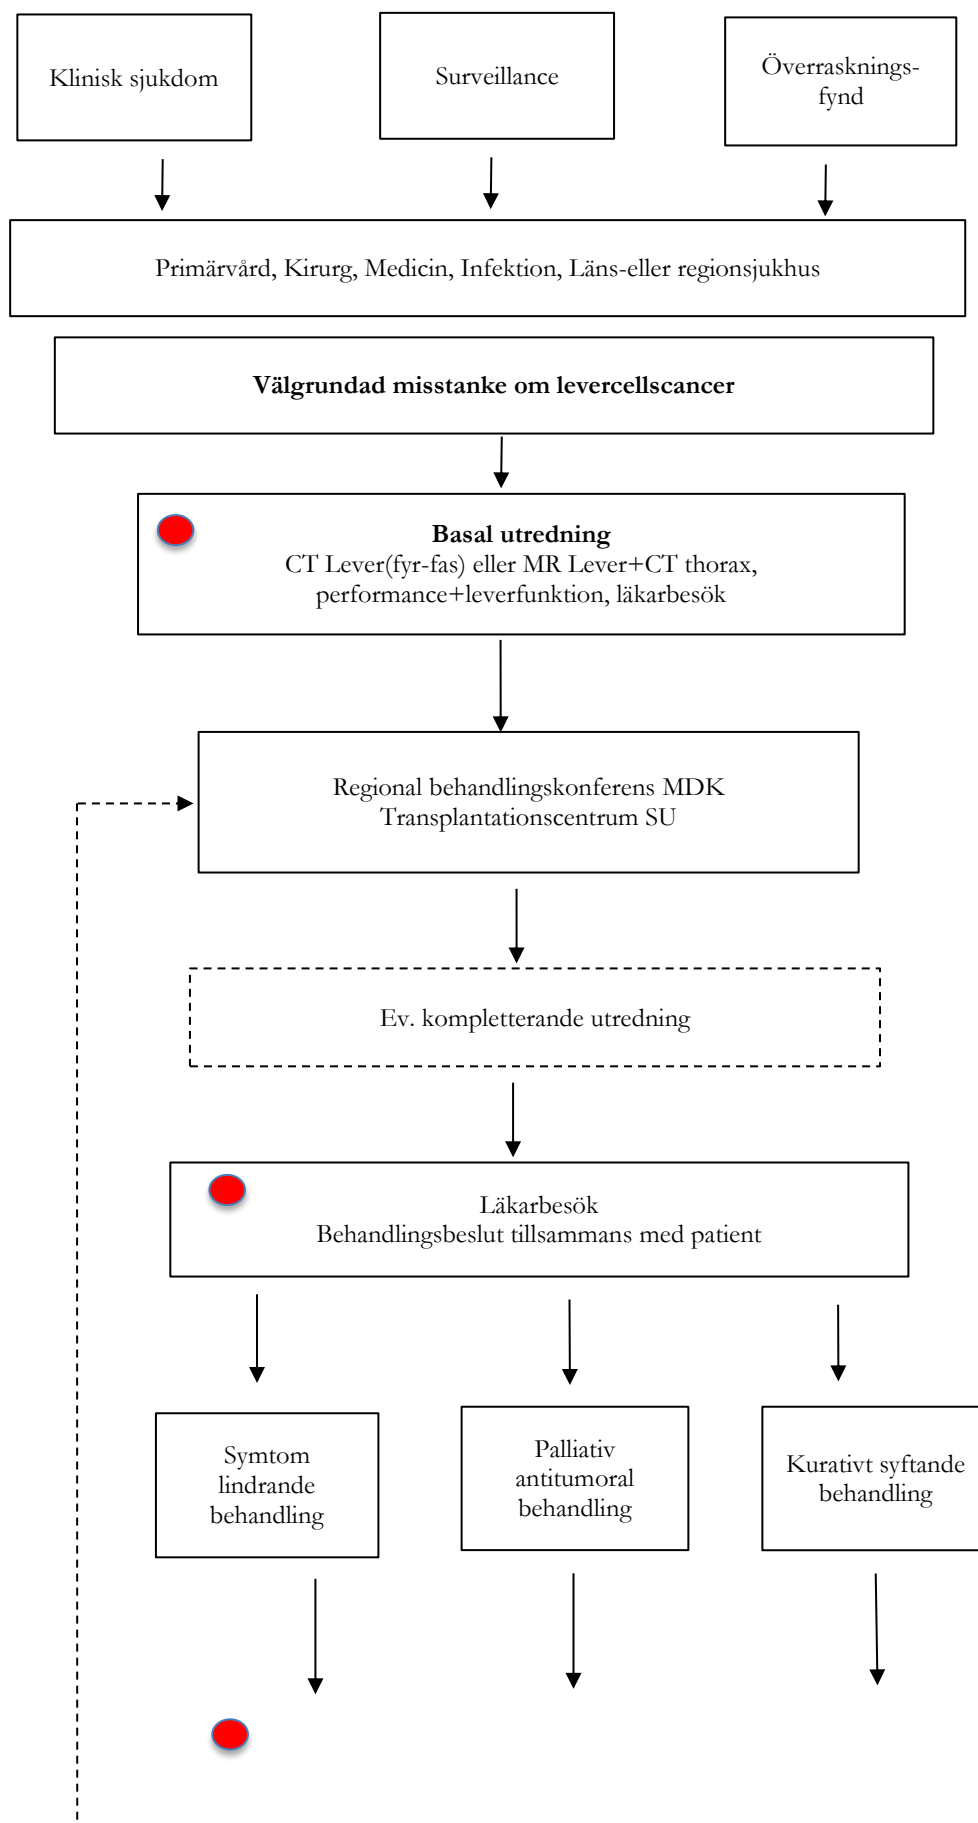 Klinisk sjukdom
Surveillance
Överrasknings-
fynd
Primärvård, Kirurg, Medicin, Infektion, Läns-eller regionsjukhus
Välgrundad misstanke om levercellscancer
Basal utredning
CT Lever(fyr-fas) eller MR Lever+CT thorax,
performance+leverfunktion, läkarbesök
Regional behandlingskonferens MDK
Transplantationscentrum SU
Ev. kompletterande utredning
Läkarbesök
Behandlingsbeslut tillsammans med patient
Symtom
lindrande
behandling
Palliativ
antitumoral
behandling
Kurativt syftande
behandling